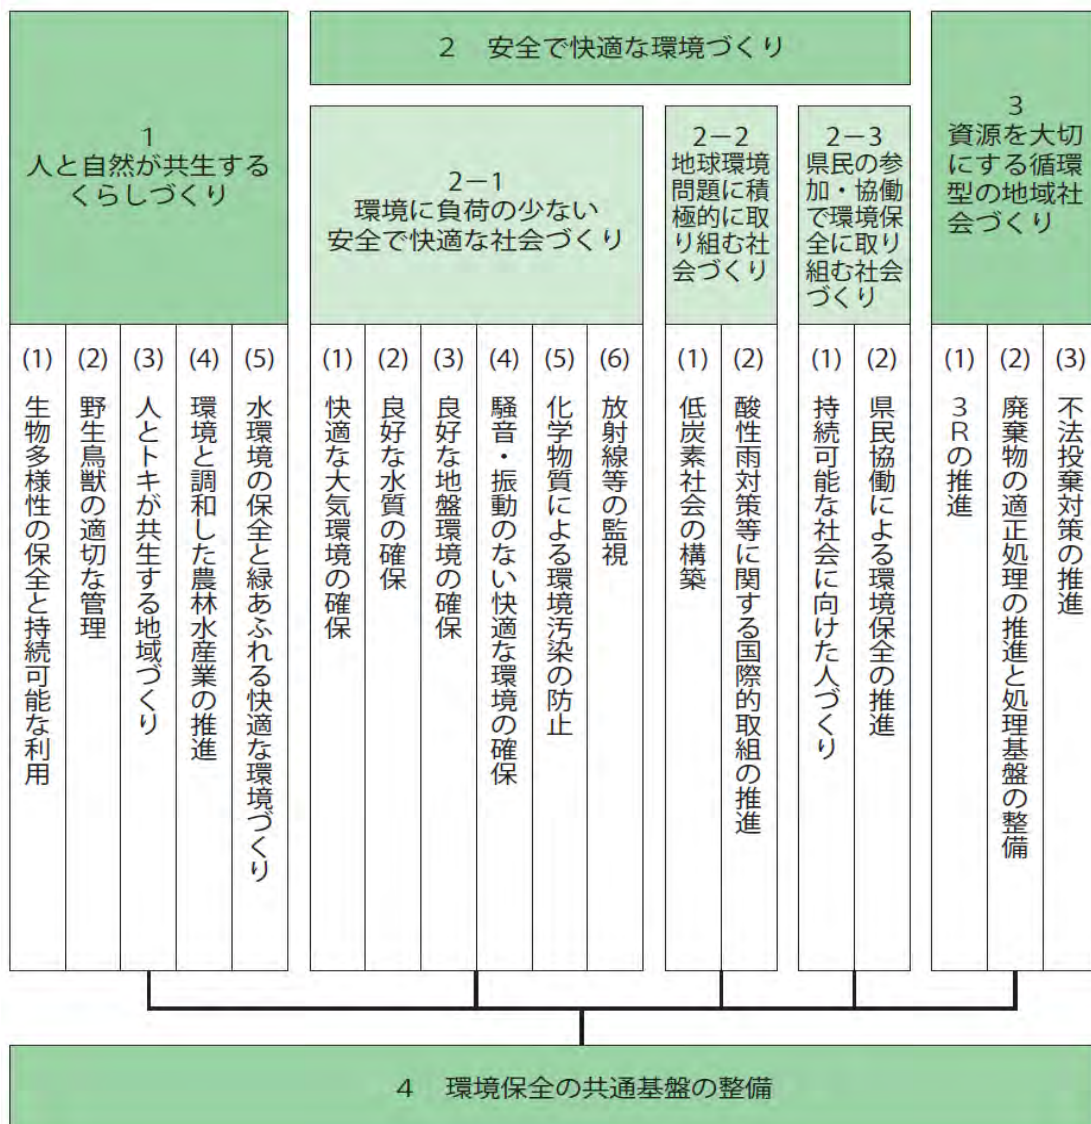 1
人と自然が共生する
くらしづくり
(1)
生物多様性の保全と持続可能な利用
(2)
野生鳥獣の適切な管理
(3)
人とトキが共生する地域づくり
(4)
環境と調和した農林水産業の推進
(5)
水環境の保全と緑あふれる快適な環境づくり
2　安全で快適な環境づくり
2－1
環境に負荷の少ない
安全で快適な社会づくり
(1)
快適な大気環境の確保
(2)
良好な水質の確保
(3)
良好な地盤環境の確保
(4)
騒音・振動のない快適な環境の確保
(5)
化学物質による環境汚染の防止
(6)
放射線等の監視
2－2
地球環境
問題に積
極的に取
り組む社
会づくり
(1)
低炭素社会の構築
(2)
酸性雨対策等に関する国際的取組の推進
2－3
県民の参
加・協働
で環境保
全に取り
組む社会
づくり
(1)
持続可能な社会に向けた人づくり
(2)
県民協働による環境保全の推進
3
資源を大切
にする循環
型の地域社
会づくり
(1)
3Rの推進
(2)
廃棄物の適正処理の推進と処理基盤の整備
(3)
不法投棄対策の推進
4　環境保全の共通基盤の整備